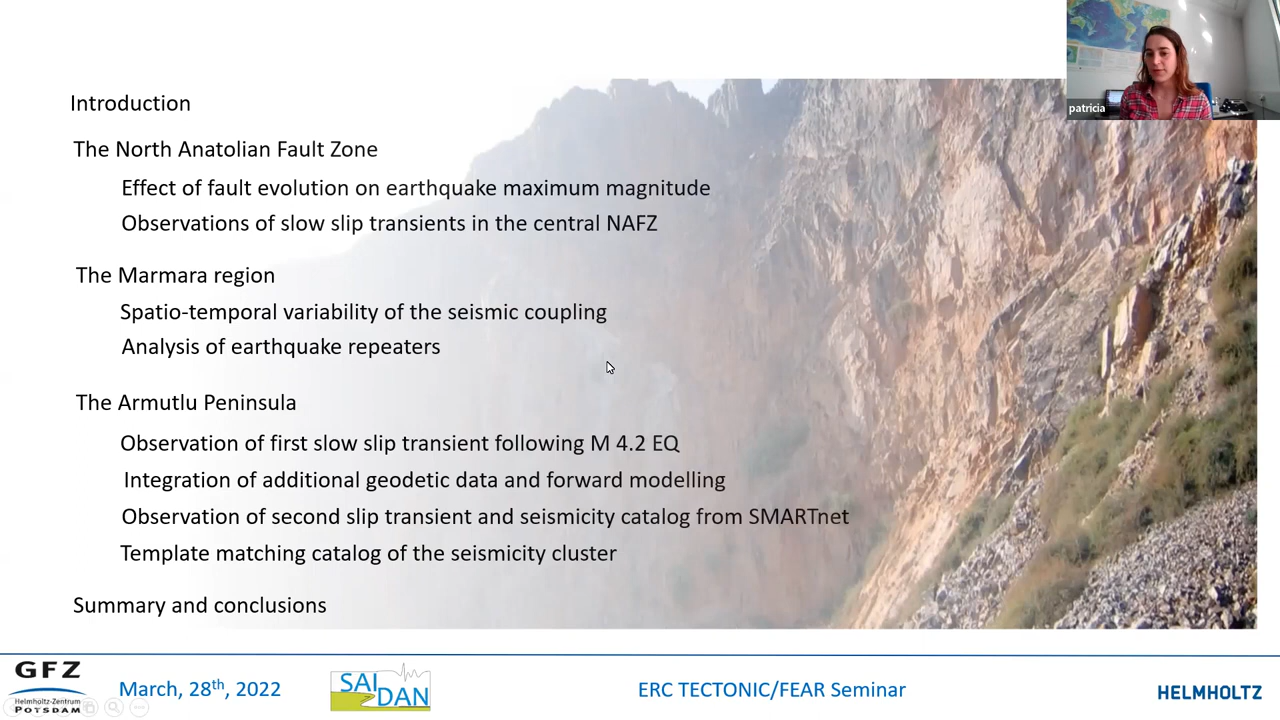 patricia
Introduction
The North Anatolian Fault Zone
Effect of fault evolution on earthquake maximum magnitude
Observations of slow slip transients in the central NAFZ
The Marmara region
Spatio-temporal variability of the seismic coupling
Analysis of earthquake repeaters
The Armutlu Peninsula
Observation of first slow slip transient following M 4.2 EQ
Integration of additional geodetic data and forward modelling
Observation of second slip transient and seismicity catalog from SMARTnet
Template matching catalog of the seismicity cluster
Summary and conclusions
GFZ
Helmholtz-Zentrum
POTSDAM
March, 28th, 2022
SAIDAN
ERC TECTONIC/FEAR Seminar
HELMHOLTZ